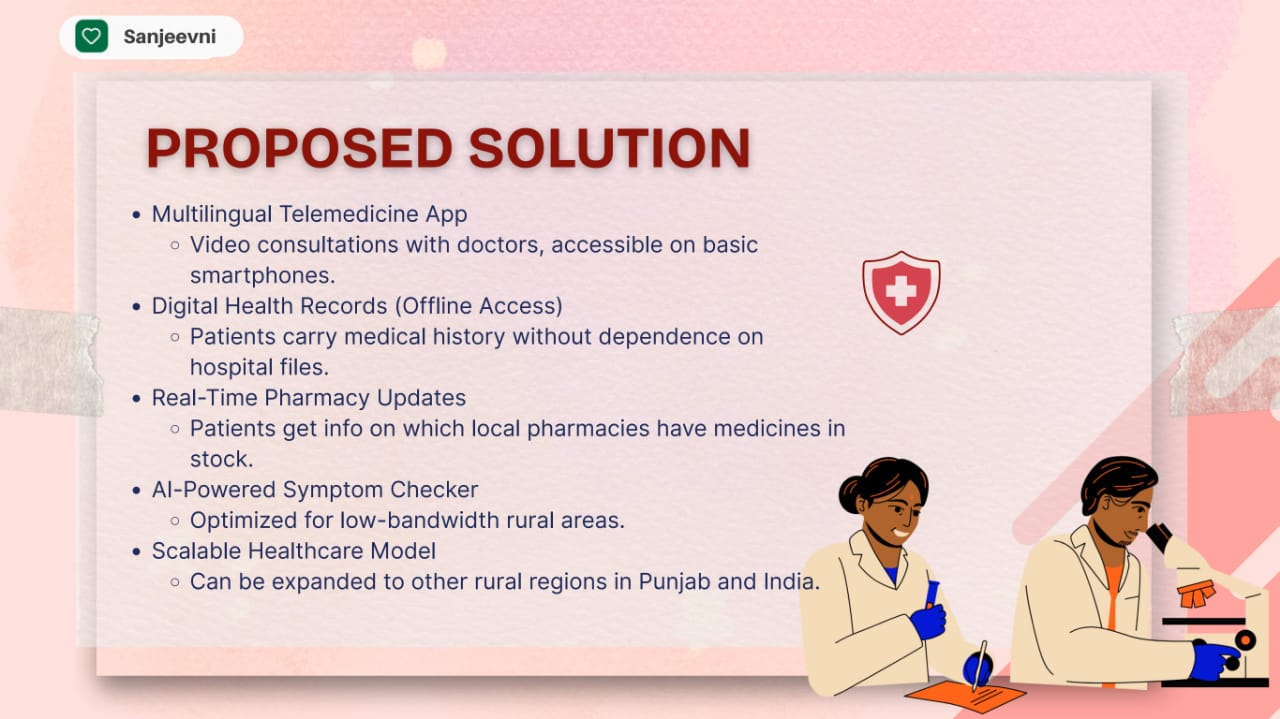 Sanjeevni
PROPOSED SOLUTION
• Multilingual Telemedicine App
◦ Video consultations with doctors, accessible on basic
smartphones.
• Digital Health Records (Offline Access)
◦ Patients carry medical history without dependence on
hospital files.
• Real-Time Pharmacy Updates
◦ Patients get info on which local pharmacies have medicines in
stock.
• AI-Powered Symptom Checker
◦ Optimized for low-bandwidth rural areas.
• Scalable Healthcare Model
◦ Can be expanded to other rural regions in Punjab and India.